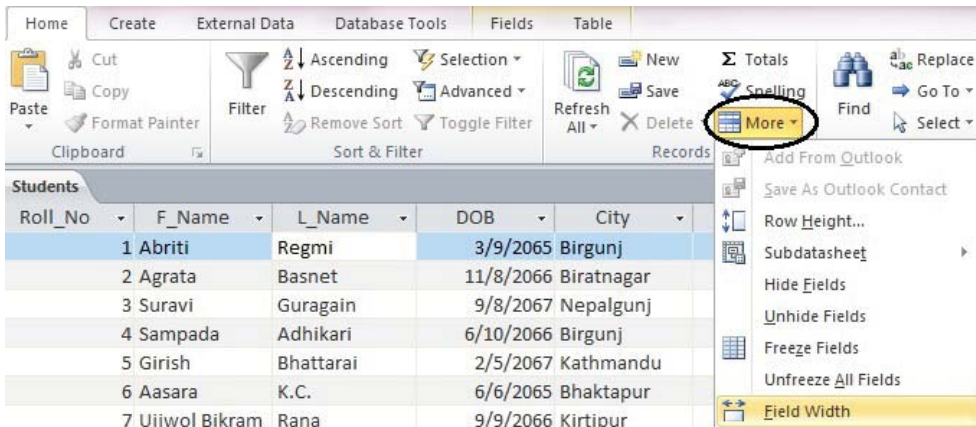 Home Create External Data Database Tools Fields Table
Cut
Copy
Format Painter
Paste
Clipboard
Filter
Ascending
Descending
Remove Sort
Selection
Advanced
Toggle Filter
Sort & Filter
Refresh All
New
Save
Delete
Totals
Spelling
More
Records
Find
Replace
Go To
Select
Add From Outlook
Save As Outlook Contact
Row Height...
Subdatasheet
Hide Fields
Unhide Fields
Freeze Fields
Unfreeze All Fields
Field Width
Students
Roll_No F_Name L_Name DOB City
1 Abriti Regmi 3/9/2065 Birgunj
2 Agrata Basnet 11/8/2066 Biratnagar
3 Suravi Guragain 9/8/2067 Nepalgunj
4 Sampada Adhikari 6/10/2066 Birgunj
5 Girish Bhattarai 2/5/2067 Kathmandu
6 Aasara K.C. 6/6/2065 Bhaktapur
7 Ujjwol Bikram Rana 9/9/2066 Kirtipur